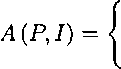 A (P, I) = {